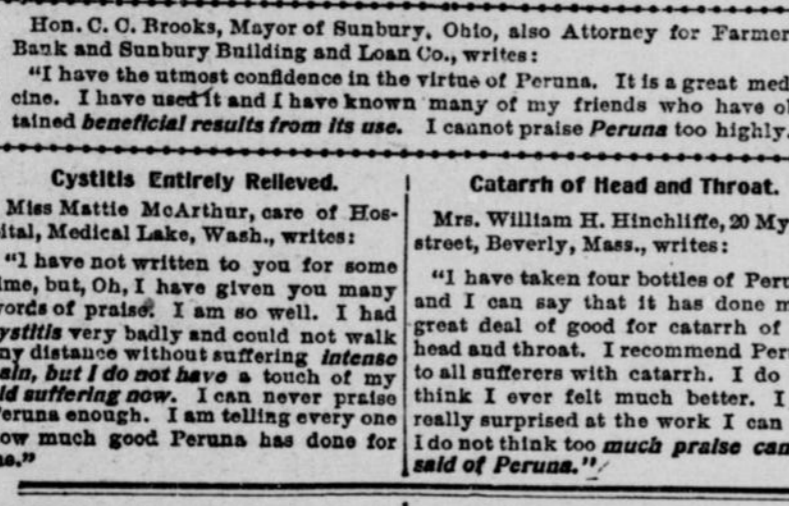 Hon. C. C. Brooks, Mayor of Sunbury, Ohio, also Attorney for Farmer
Bank and Sunbury Building and Loan Co., writes:
"I have the utmost confidence in the virtue of Peruna. It is a great med
cine. I have used it and I have known many of my friends who have o
tained beneficial results from its use. I cannot praise Peruna too highly.
Cystitis Entirely Relieved.
Miss Mattie McArthur, care of Hos-
ital, Medical Lake, Wash., writes:
"I have not written to you for some
ime, but, Oh, I have given you many
words of praise. I am so well. I had
ystitis very badly and could not walk
ny distance without suffering intense
ain, but I do not have a touch of my
ld suffering now. I can never praise
eruna enough. I am telling every one
ow much good Peruna has done for
e."
Catarrh of Head and Throat.
Mrs. William H. Hinchliffe, 20 My
street, Beverly, Mass., writes:
"I have taken four bottles of Peru
and I can say that it has done m
great deal of good for catarrh of
head and throat. I recommend Peru
to all sufferers with catarrh. I do
think I ever felt much better. I
really surprised at the work I can
I do not think too much praise can
said of Peruna."